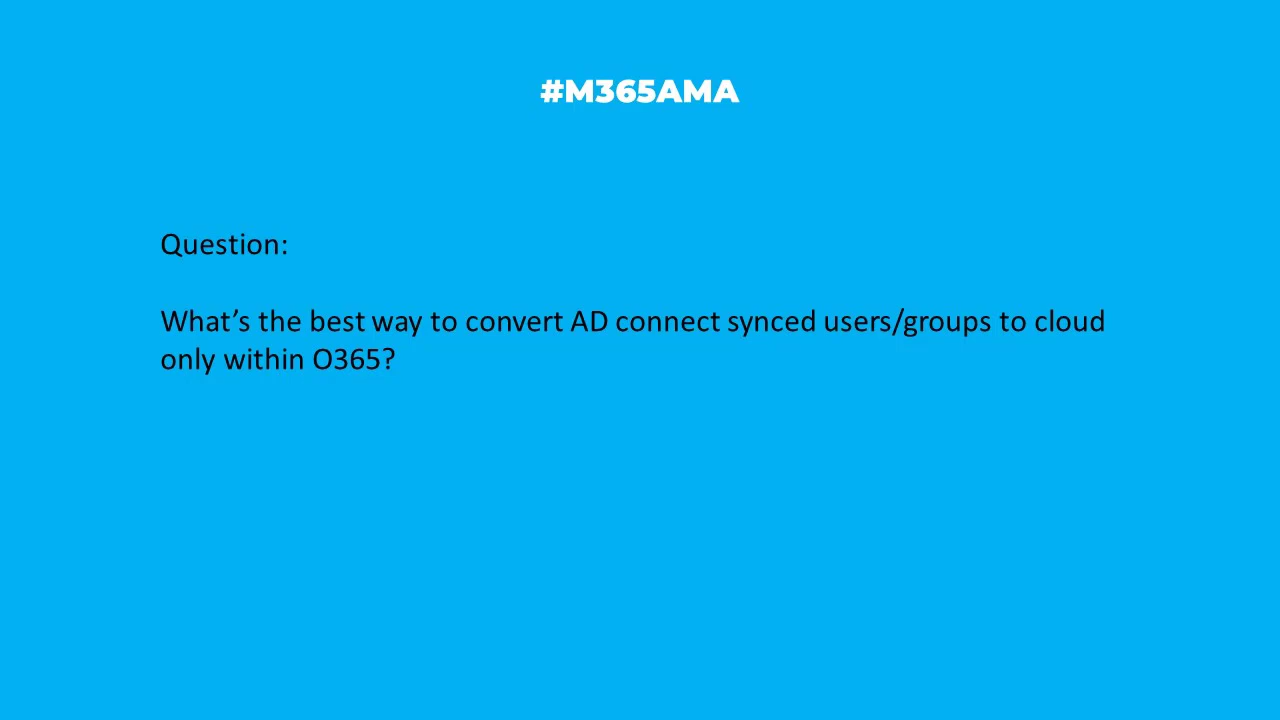 #M365AMA
Question:
What’s the best way to convert AD connect synced users/groups to cloud
only within O365?